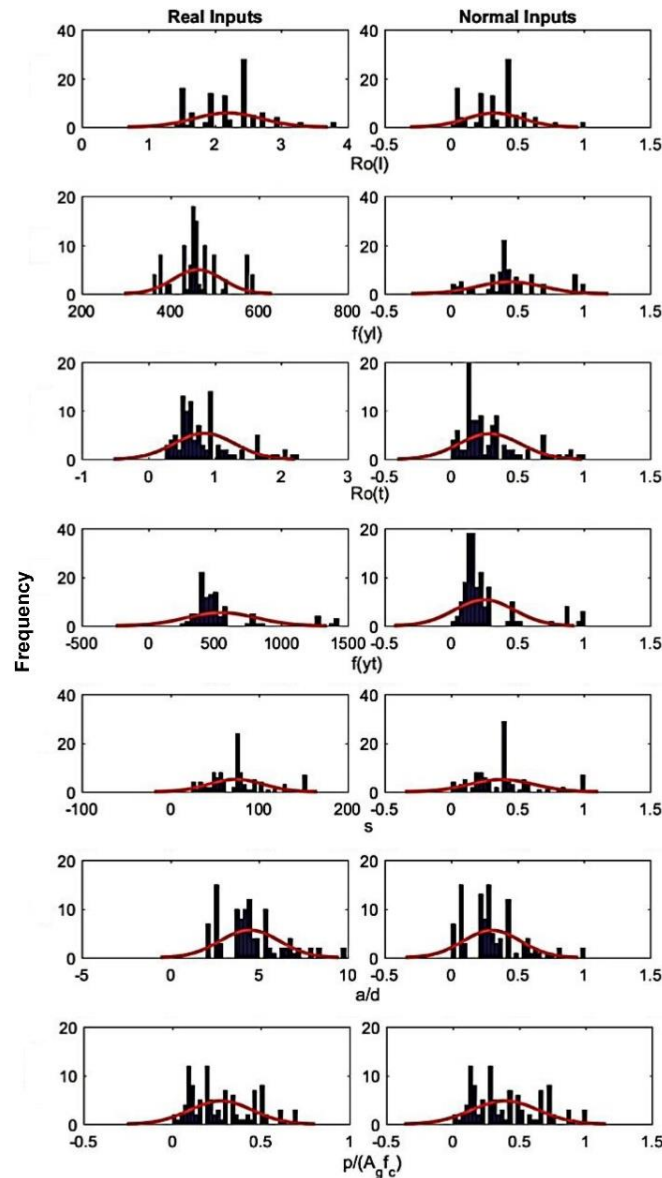 Real Inputs Normal Inputs
40 40
20 20
0 0
0 1 2 3 4 -0.5 0 0.5 1 1.5
Ro(l)
20 40
10 20
0 0
200 400 600 800 -0.5 0 0.5 1 1.5
f(yl)
20 20
10 10
0 0
-1 0 1 2 3 -0.5 0 0.5 1 1.5
Ro(t)
40 20
20 10
0 0
-500 0 500 1000 1500 -0.5 0 0.5 1 1.5
f(yt)
Frequency
40 40
20 20
0 0
-100 0 100 200 -0.5 0 0.5 1 1.5
s
20 20
10 10
0 0
-5 0 5 10 -0.5 0 0.5 1 1.5
a/d
20 20
10 10
0 0
-0.5 0 0.5 1 -0.5 0 0.5 1 1.5
p/(A_g f_c)